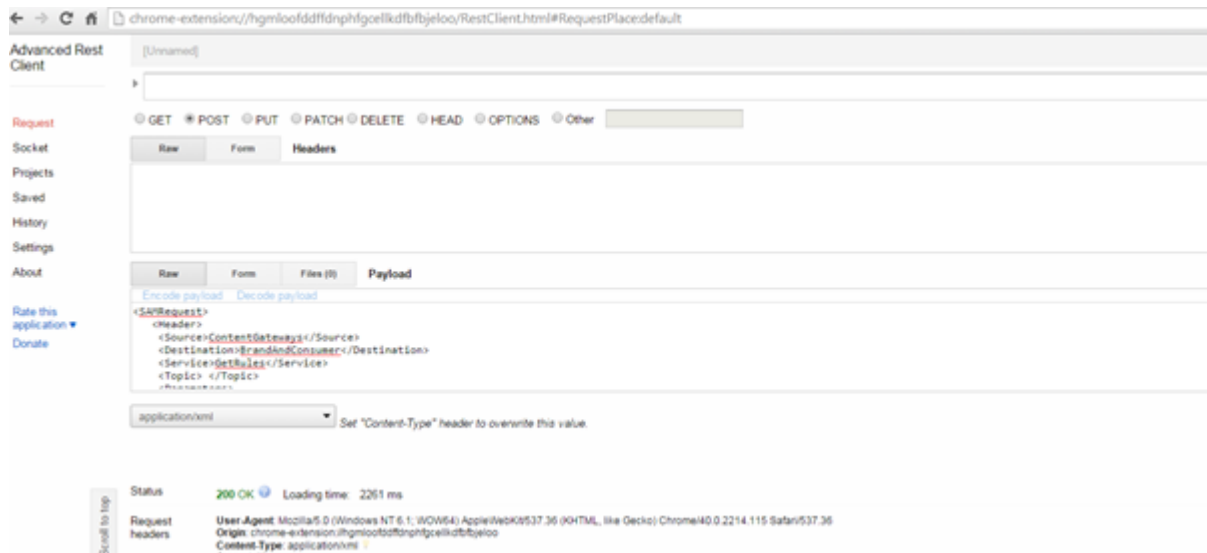 chrome-extension://hgmloofddffdnphfgcellkdfbfbjeloo/RestClient.html#RequestPlace:default
Advanced Rest
Client
[Unnamed]
GET POST PUT PATCH DELETE HEAD OPTIONS Other
Request
Socket
Projects
Saved
History
Settings
About
Rate this
application
Donate
Raw Form Headers
Raw Form Files (0) Payload
Encode payload Decode payload
<SAMRequest>
<Header>
<Source>ContentGateways</Source>
<Destination>BrandAndConsumer</Destination>
<Service>GetRules</Service>
<Topic> </Topic>
application/xml
Set "Content-Type" header to overwrite this value.
Status 200 OK Loading time: 2261 ms
Scroll to top
Request
headers
User-Agent: Mozilla/5.0 (Windows NT 6.1; WOW64) AppleWebKit/537.36 (KHTML, like Gecko) Chrome/40.0.2214.115 Safari/537.36
Origin: chrome-extension://hgmloofddffdnphfgcellkdfbfbjeloo
Content-Type: application/xml